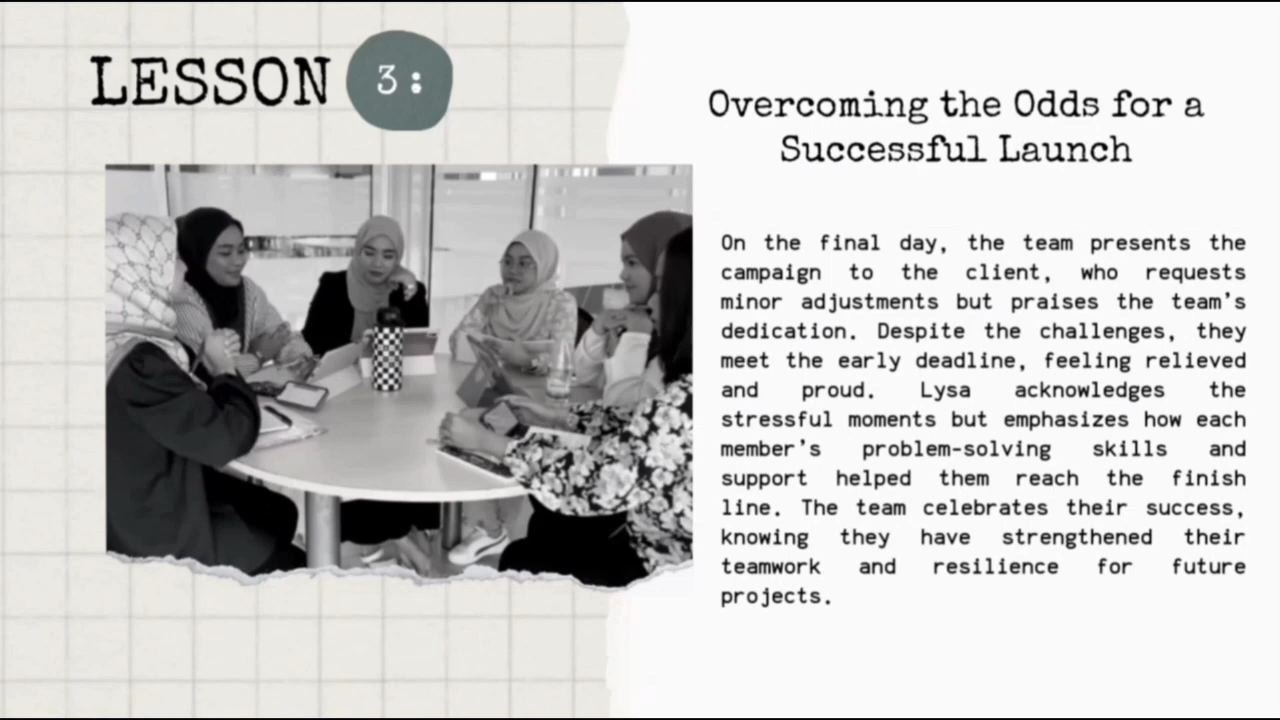 LESSON 3:
Overcoming the Odds for a
Successful Launch
On the final day, the team presents the
campaign to the client, who requests
minor adjustments but praises the team's
dedication. Despite the challenges, they
meet the early deadline, feeling relieved
and proud. Lysa acknowledges the
stressful moments but emphasizes how each
member's problem-solving skills and
support helped them reach the finish
line. The team celebrates their success,
knowing they have strengthened their
teamwork and resilience for future
projects.